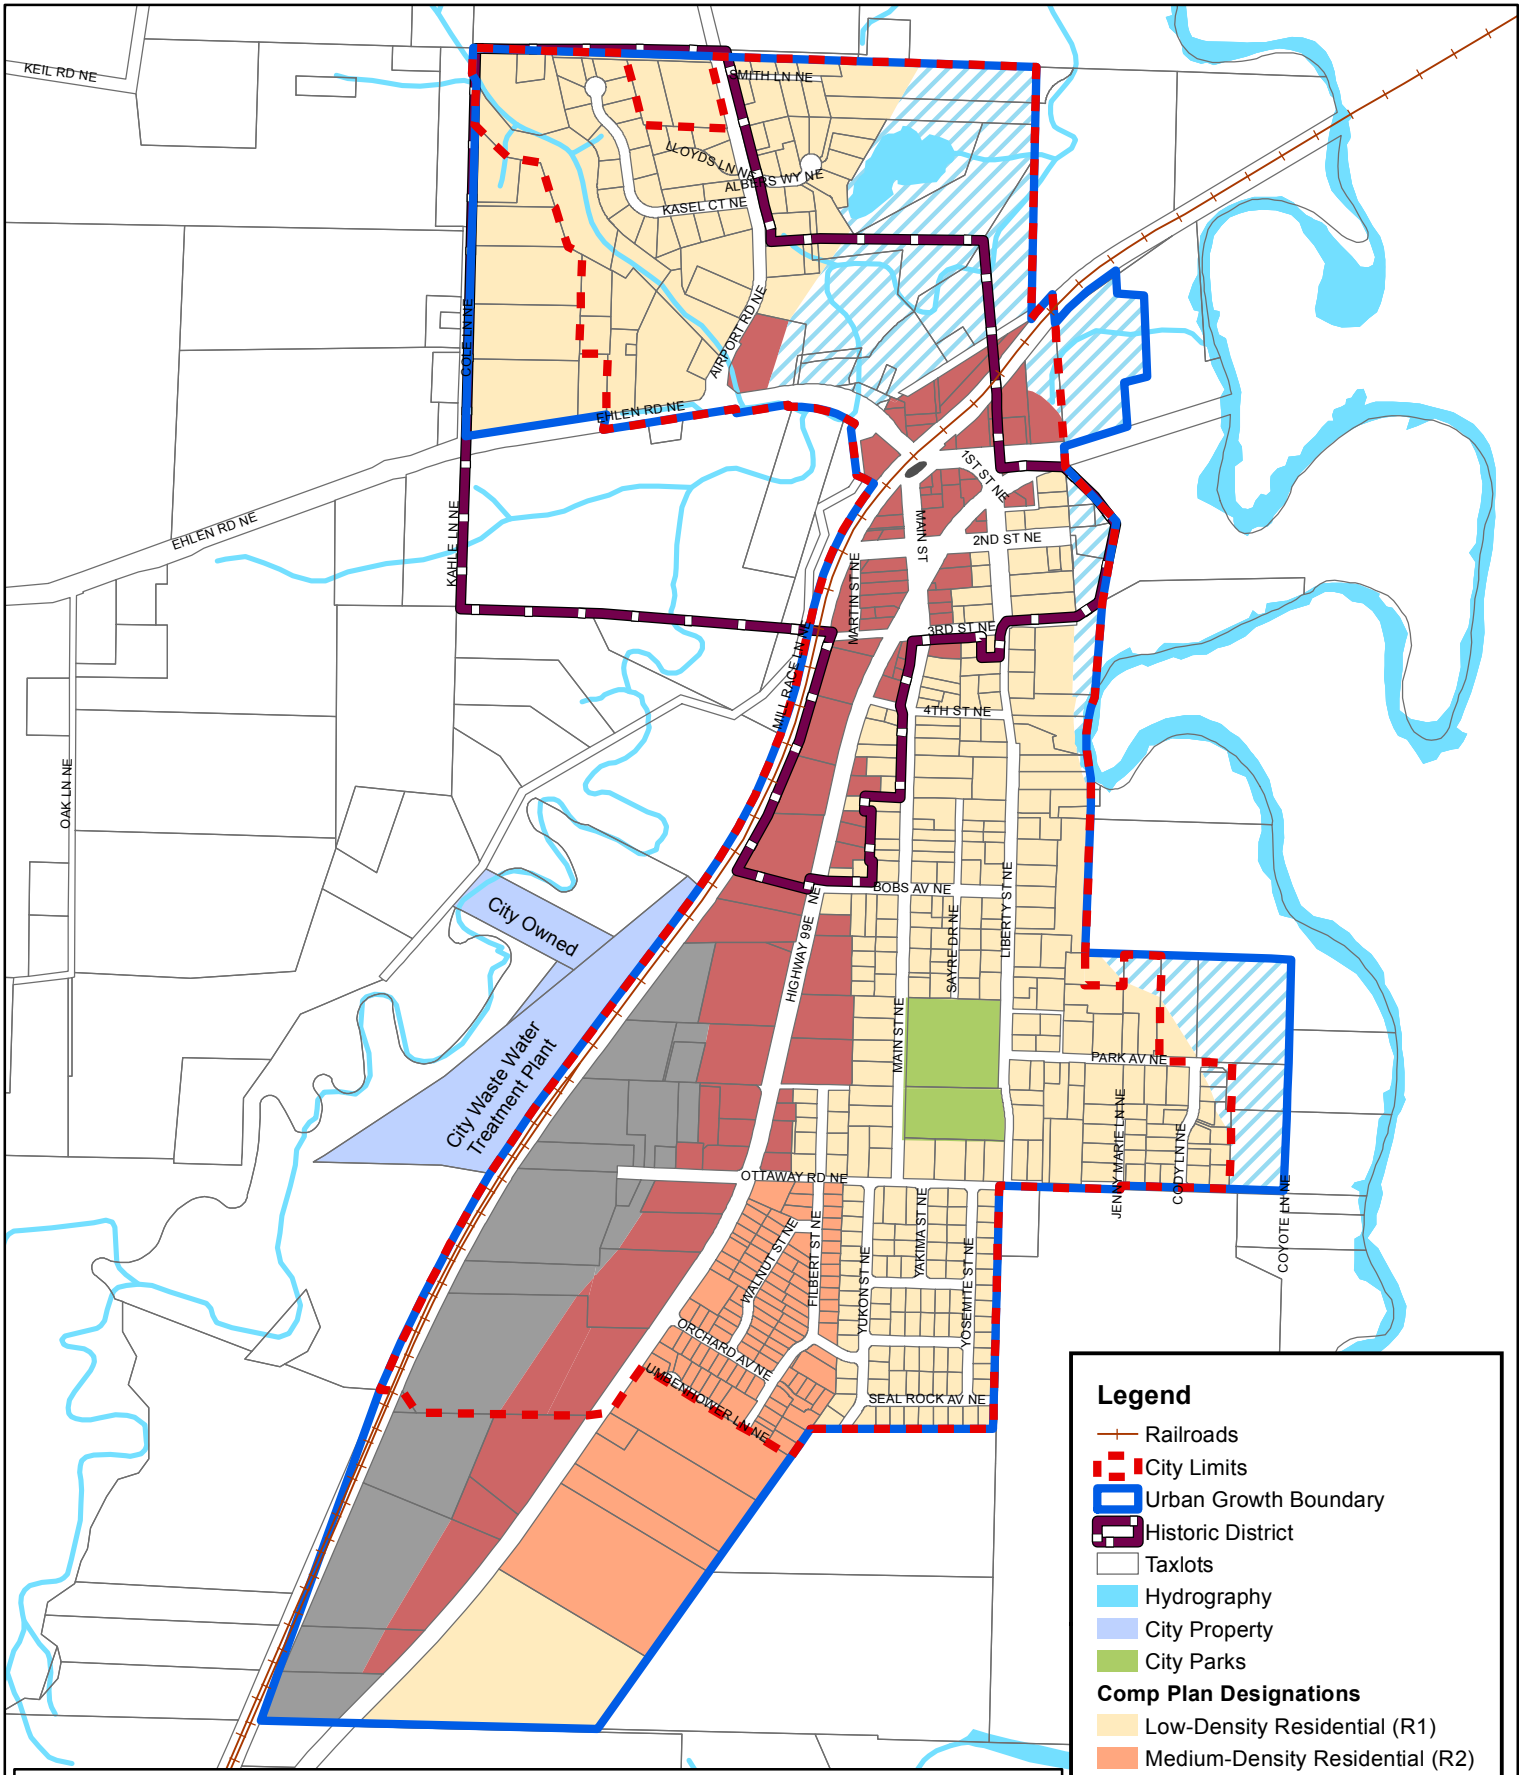 KEIL RD NE
SMITH LN NE
LLOYDS LN NE
ALBERS WY NE
KASEL CT NE
COLE LN NE
AIRPORT RD NE
EHLEN RD NE
EHLEN RD NE
KAHLE LN NE
1ST ST NE
MAIN ST
2ND ST NE
MARTIN ST NE
3RD ST NE
MILL RACE LN NE
4TH ST NE
OAK LN NE
BOBS AV NE
City Owned
HIGHWAY 99E NE
SAYRE DR NE
LIBERTY ST NE
MAIN ST NE
City Waste Water
Treatment Plant
PARK AV NE
JENNY MARIE LN NE
CODY LN NE
COYOTE LN NE
OTTAWAY RD NE
WALNUT ST NE
FILBERT ST NE
YUKON ST NE
YAKIMA ST NE
YOSEMITE ST NE
ORCHARD AV NE
UMBENHOWER LN NE
SEAL ROCK AV NE
Legend
Railroads
City Limits
Urban Growth Boundary
Historic District
Taxlots
Hydrography
City Property
City Parks
Comp Plan Designations
Low-Density Residential (R1)
Medium-Density Residential (R2)